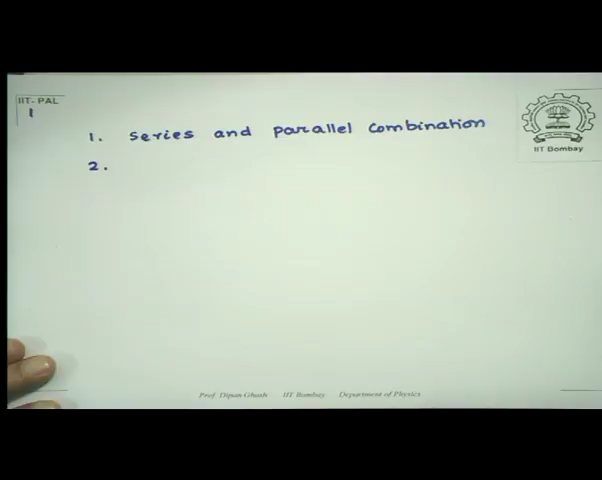 IIT- PAL
1
1. Series and parallel combination
2.
IIT Bombay
Prof Dipan Ghosh IIT Bombay Department of Physics